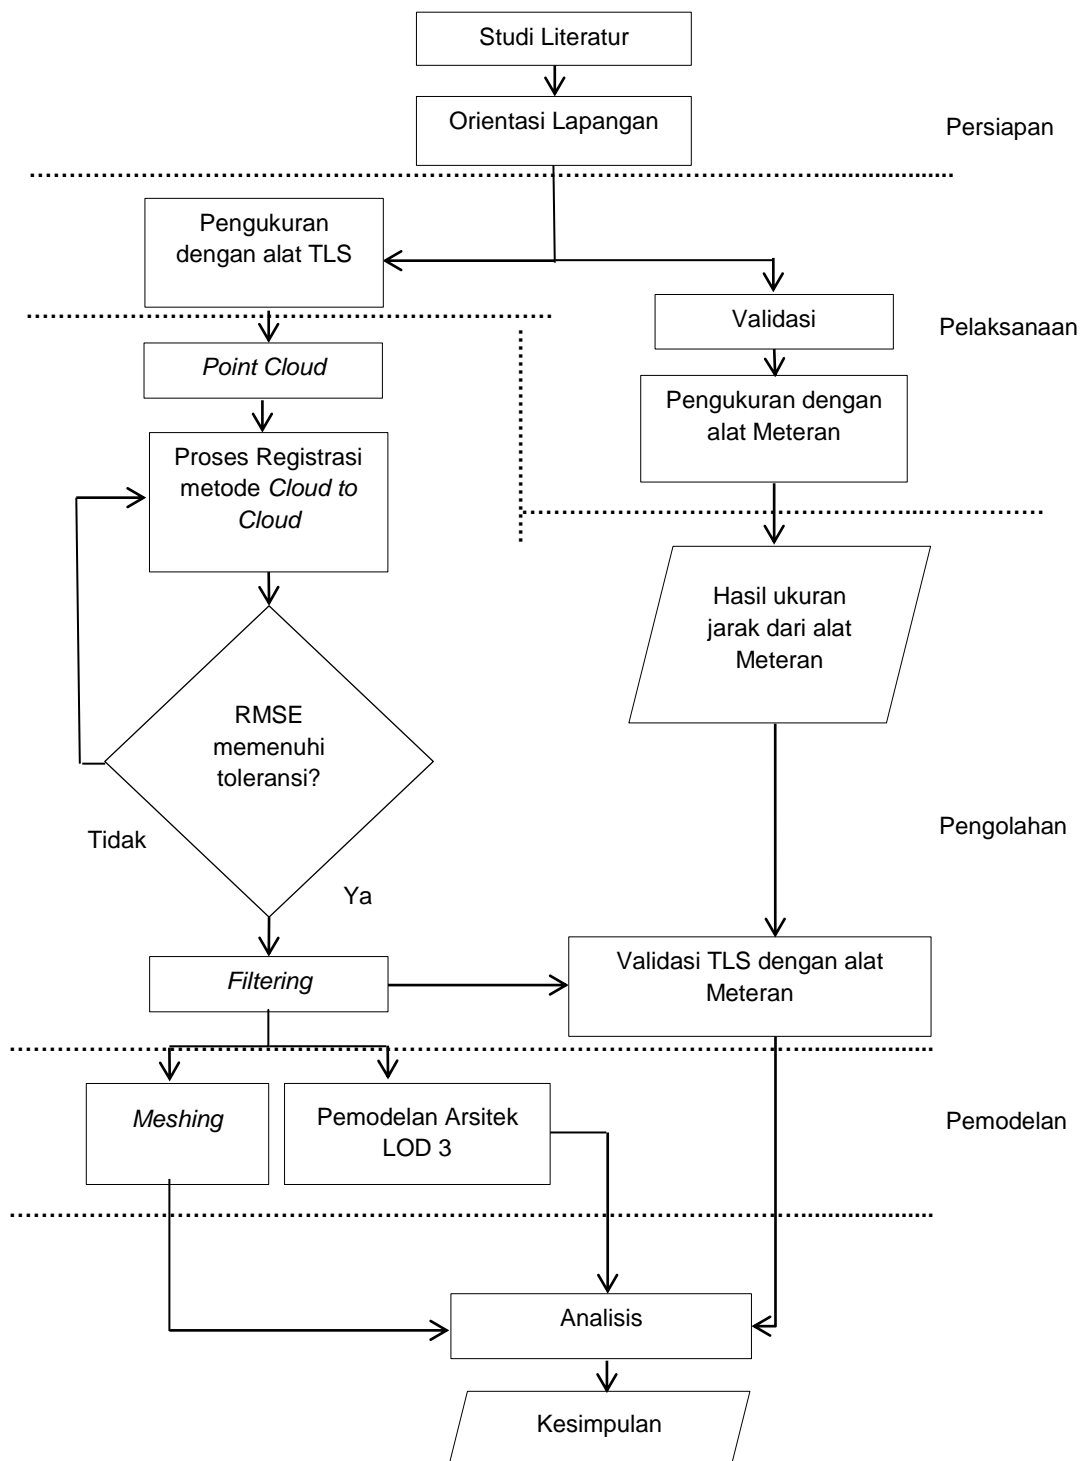 Studi Literatur
Orientasi Lapangan
Persiapan
Pengukuran
dengan alat TLS
Validasi
Pelaksanaan
Point Cloud
Pengukuran dengan
alat Meteran
Proses Registrasi
metode Cloud to
Cloud
Hasil ukuran
jarak dari alat
Meteran
RMSE
memenuhi
toleransi?
Tidak
Ya
Pengolahan
Filtering
Validasi TLS dengan alat
Meteran
Meshing
Pemodelan Arsitek
LOD 3
Pemodelan
Analisis
Kesimpulan